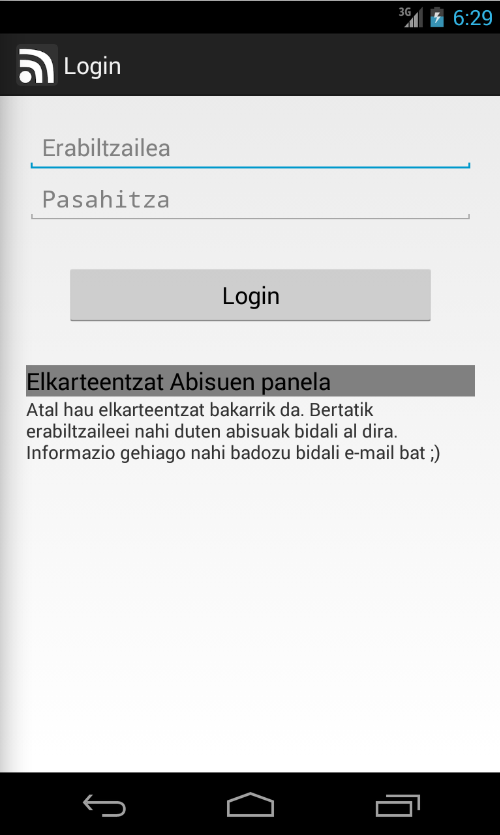 3G
6:29
Login
Erabiltzailea
Pasahitza
Login
Elkarteentzat Abisuen panela
Atal hau elkarteentzat bakarrik da. Bertatik
erabiltzaileei nahi duten abisuak bidali al dira.
Informazio gehiago nahi badozu bidali e-mail bat ;)